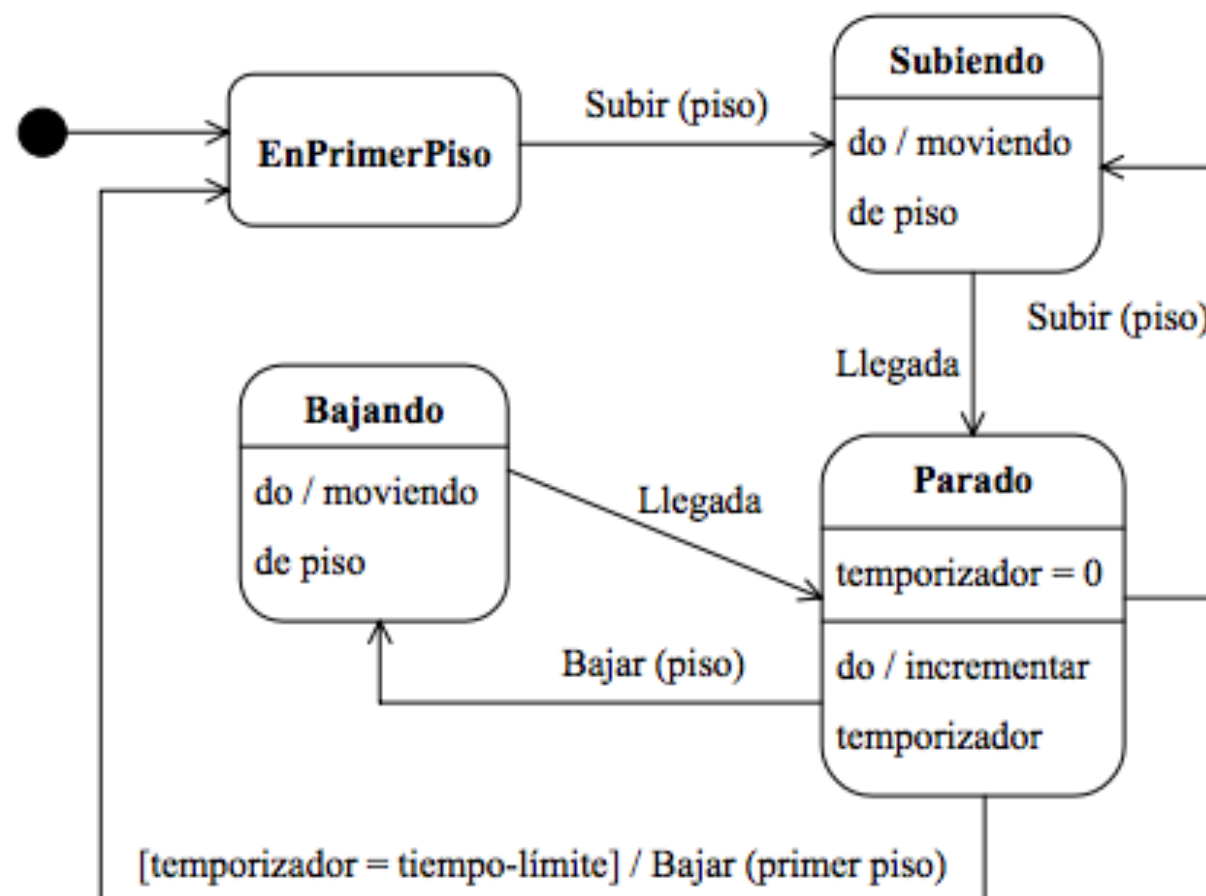 Subiendo
Subir (piso)
EnPrimerPiso
do / moviendo
de piso
Subir (piso)
Llegada
Bajando
do / moviendo
de piso
Llegada
Parado
temporizador = 0
Bajar (piso)
do / incrementar
temporizador
[temporizador = tiempo-límite] / Bajar (primer piso)